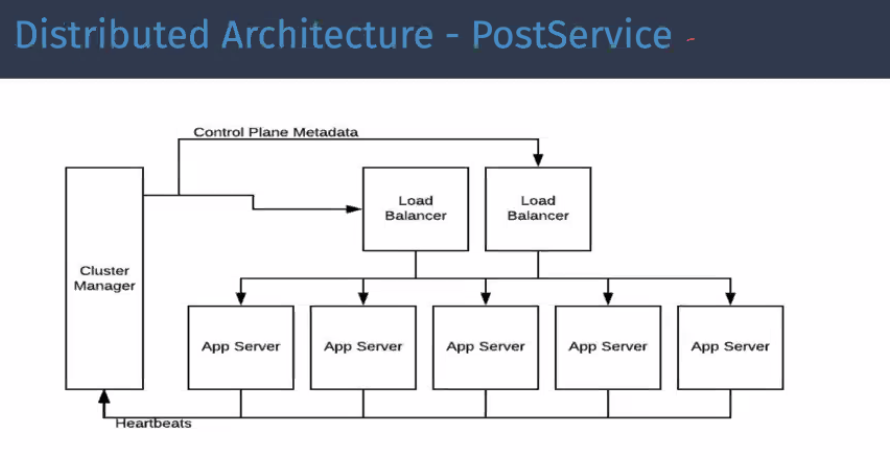 Distributed Architecture - PostService
Control Plane Metadata
Load
Balancer
Load
Balancer
Cluster
Manager
App Server
App Server
App Server
App Server
App Server
Heartbeats